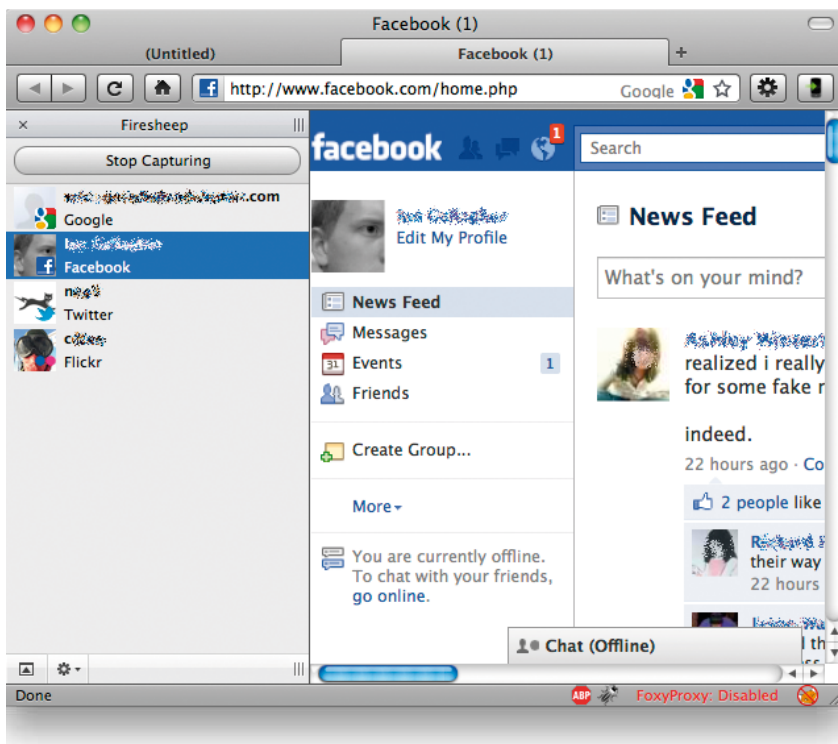 Facebook (1)
(Untitled)
Facebook (1)
+
http://www.facebook.com/home.php
Google
× Firesheep
Stop Capturing
.com
Google
Facebook
Twitter
Flickr
facebook
1
Search
Edit My Profile
News Feed
Messages
31 Events 1
Friends
Create Group...
More
You are currently offline.
To chat with your friends,
go online.
News Feed
What's on your mind?
realized i really
for some fake
indeed.
22 hours ago · Co
2 people like
their way
22 hours
Chat (Offline)
Done
ABP
FoxyProxy: Disabled